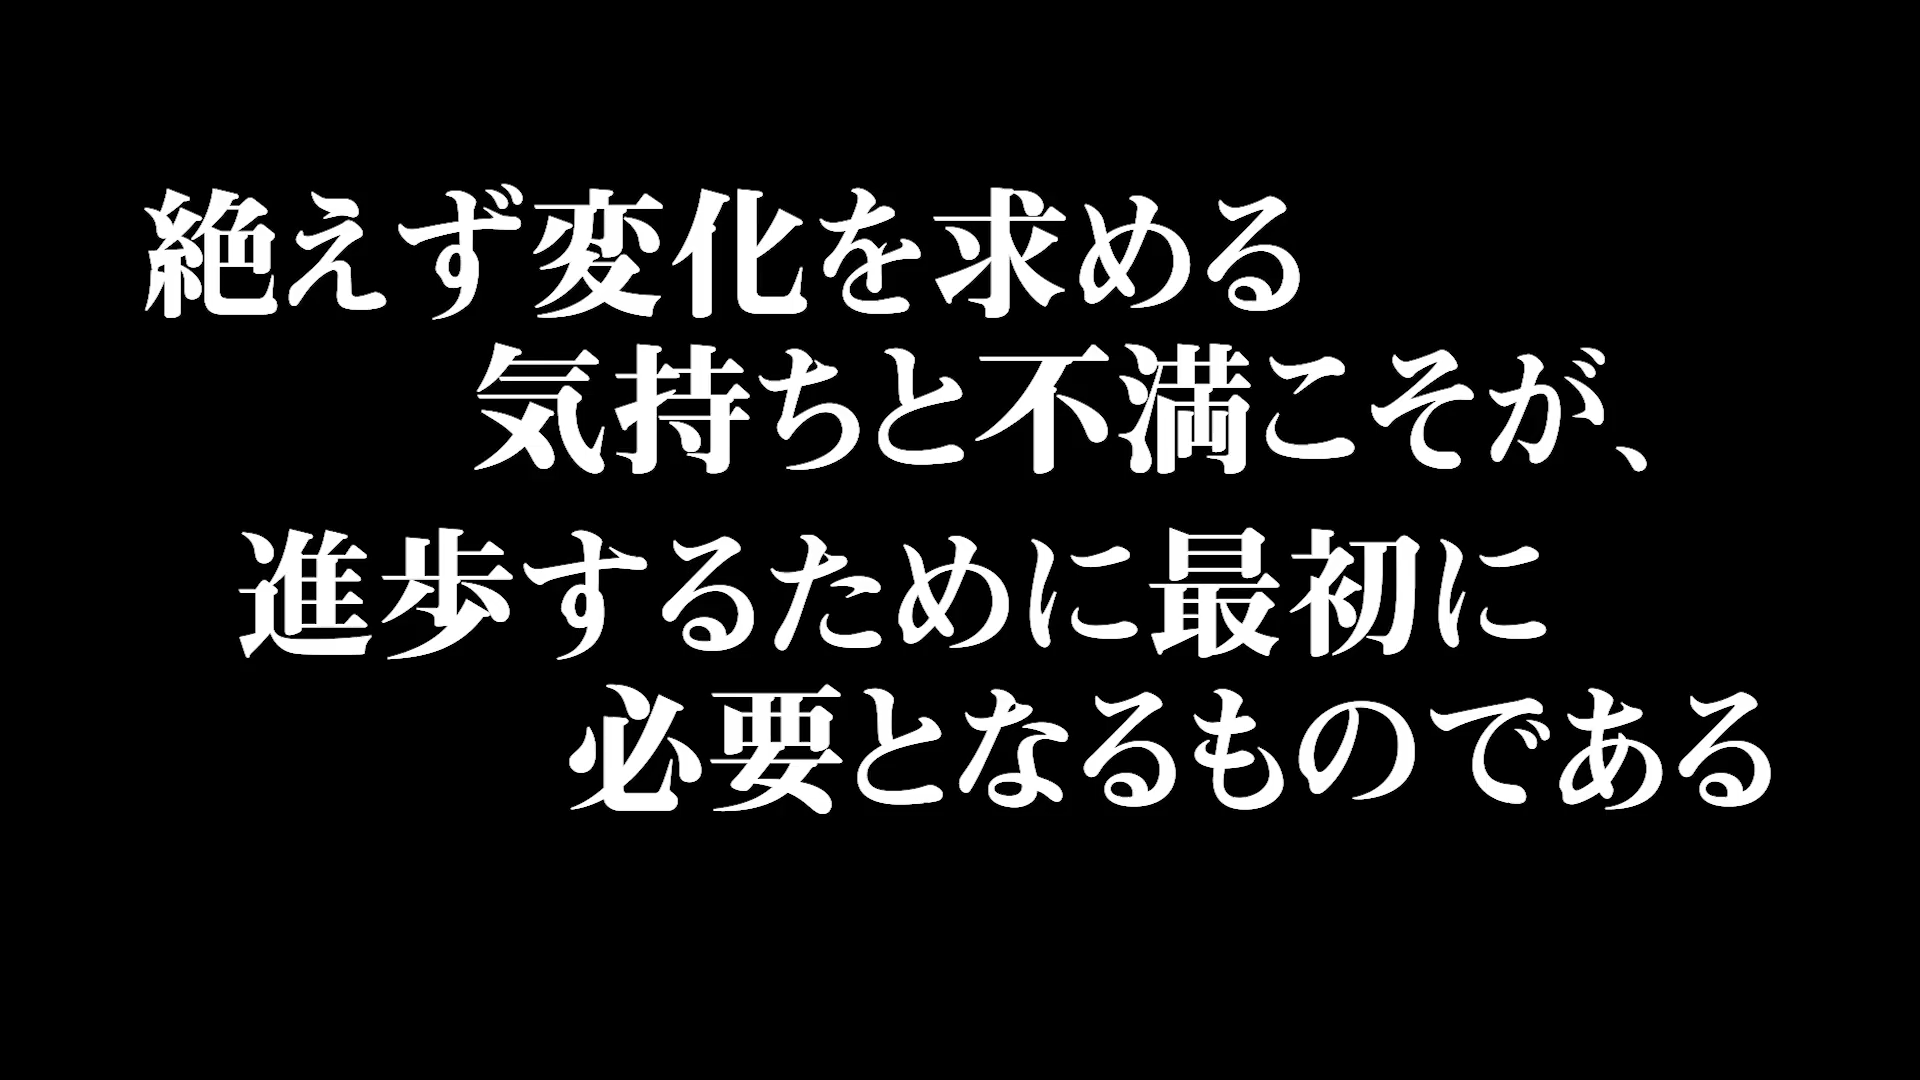 絶えず変化を求める
気持ちと不満こそが、
進歩するために最初に
必要となるものである